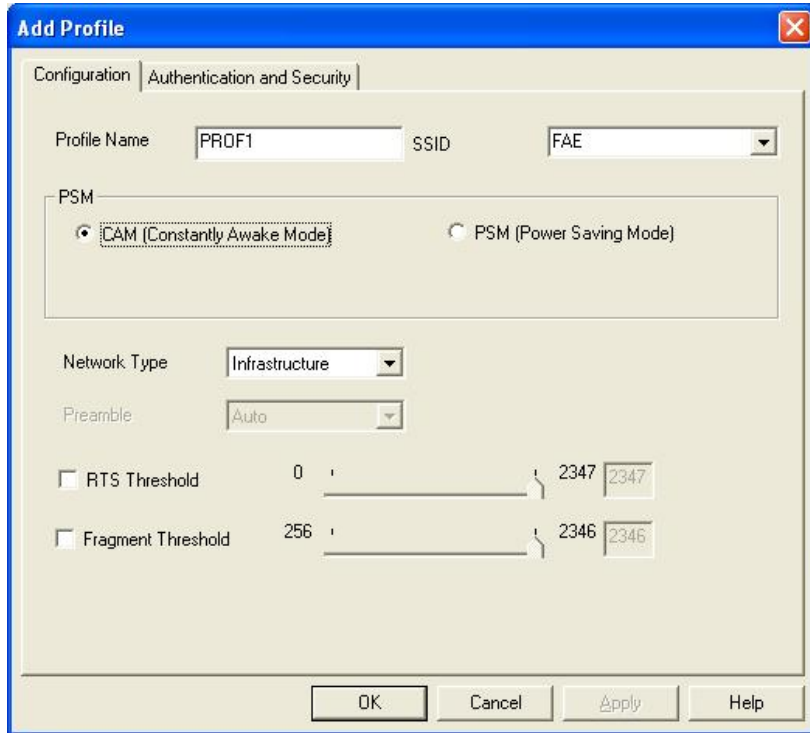 Add Profile
Configuration Authentication and Security
Profile Name PROF1 SSID FAE
PSM
CAM (Constantly Awake Mode) PSM (Power Saving Mode)
Network Type Infrastructure
Preamble Auto
RTS Threshold 0 2347 2347
Fragment Threshold 256 2346 2346
OK Cancel Apply Help